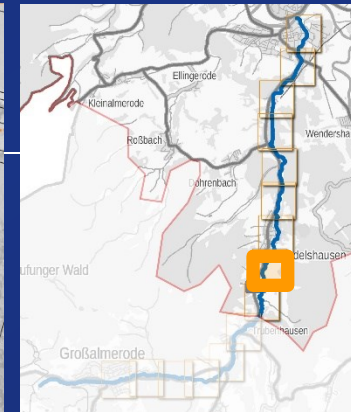 Ellingerode
Kleinalmerode
Roßbach
Wendersha
Dohrenbach
delshausen
ufunger Wald
Trubenhausen
Großalmerode